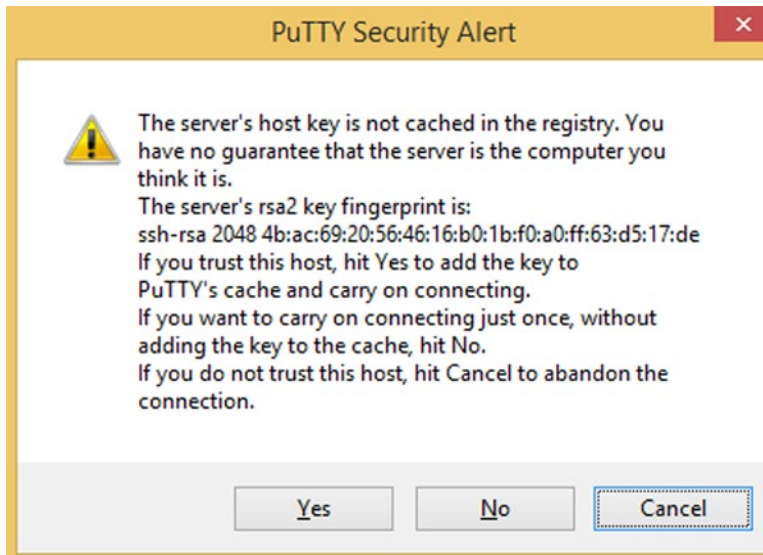 PuTTY Security Alert
The server's host key is not cached in the registry. You
have no guarantee that the server is the computer you
think it is.
The server's rsa2 key fingerprint is:
ssh-rsa 2048 4b:ac:69:20:56:46:16:b0:1b:f0:a0:ff:63:d5:17:de
If you trust this host, hit Yes to add the key to
PuTTY's cache and carry on connecting.
If you want to carry on connecting just once, without
adding the key to the cache, hit No.
If you do not trust this host, hit Cancel to abandon the
connection.
Yes No Cancel